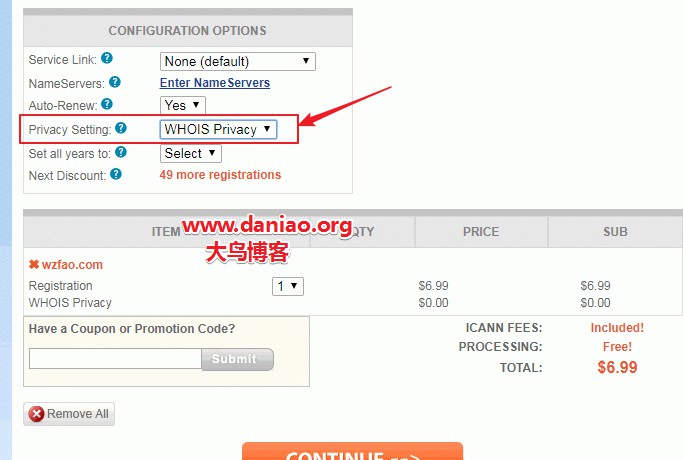 CONFIGURATION OPTIONS
Service Link: ? None (default)
NameServers: ? Enter NameServers
Auto-Renew: ? Yes
Privacy Setting: ? WHOIS Privacy
Set all years to: ? Select
Next Discount: ? 49 more registrations
www.daniao.org
ITEM QTY PRICE SUB
大鸟博客
wzfao.com
Registration 1 $6.99 $6.99
WHOIS Privacy $0.00 $0.00
Have a Coupon or Promotion Code? ICANN FEES: Included!
PROCESSING: Free!
Submit TOTAL: $6.99
Remove All
CONTINUE -->